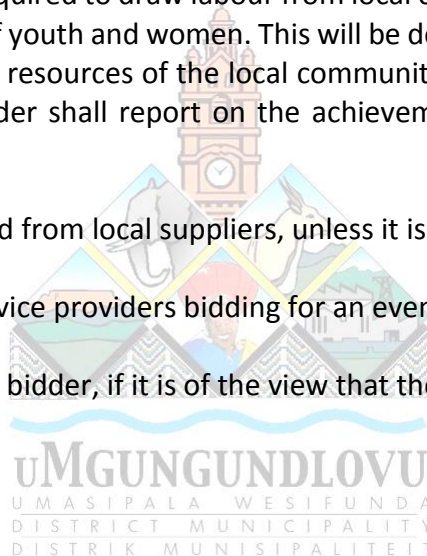 quired to draw labour from local
f youth and women. This will be de
resources of the local communit
der shall report on the achievem
d from local suppliers, unless it is
vice providers bidding for an even
bidder, if it is of the view that the
uMGUNGUNDLOVU
UMASIPALA WESIFUNDA
DISTRICT MUNICIPALITY
DISTRIK MUNISIPALITEIT